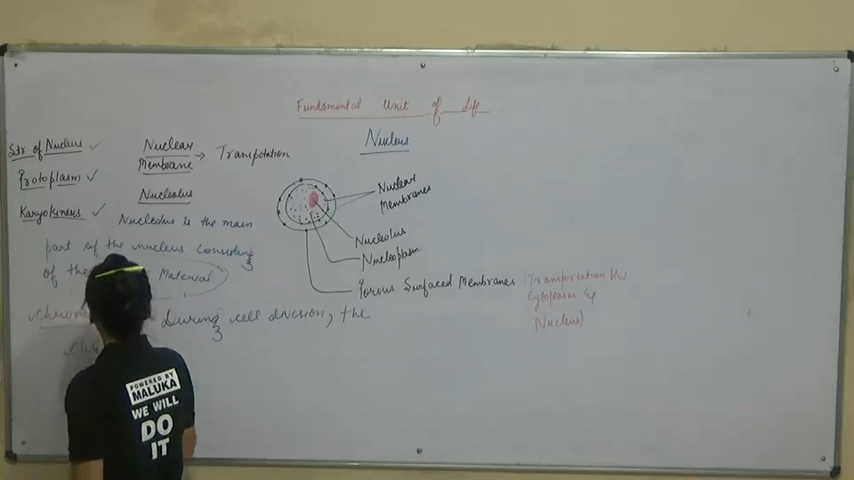 Fundamental Unit of Life
Nucleus
Str. of Nucleus ✓
Protoplasm ✓
Karyokinesis ✓
Nuclear
Membrane → Transpotation
Nucleolus
Nucleolus is the main
part of the nucleus consisting
of the Material
During cell division, the
Nuclear
Membranes
Nucleolus
Nucleoplasm
Porous Surfaced Membranes (Transportation b/w
Cytoplasm &
Nucleus)
POWERED BY
MALUKA
WE WILL
DO
IT